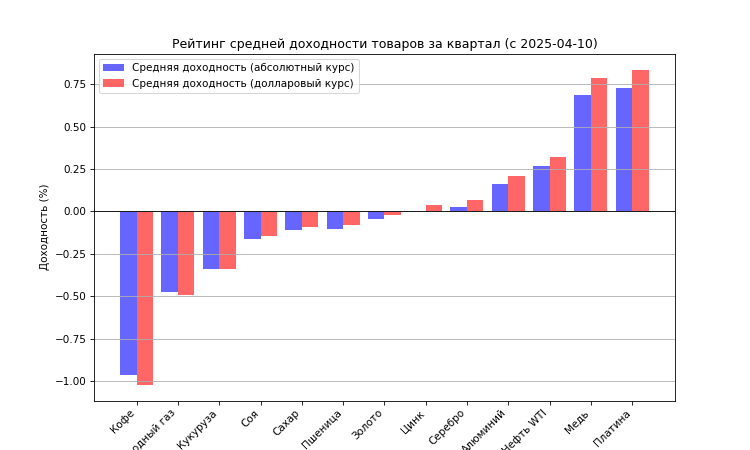 Рейтинг средней доходности товаров за квартал (с 2025-04-10)
Средняя доходность (абсолютный курс)
Средняя доходность (долларовый курс)
Доходность (%)
0.75
0.50
0.25
0.00
−0.25
−0.50
−0.75
−1.00
Кофе
одный газ
Кукуруза
Соя
Сахар
Пшеница
Золото
Цинк
Серебро
Алюминий
Нефть WTI
Медь
Платина